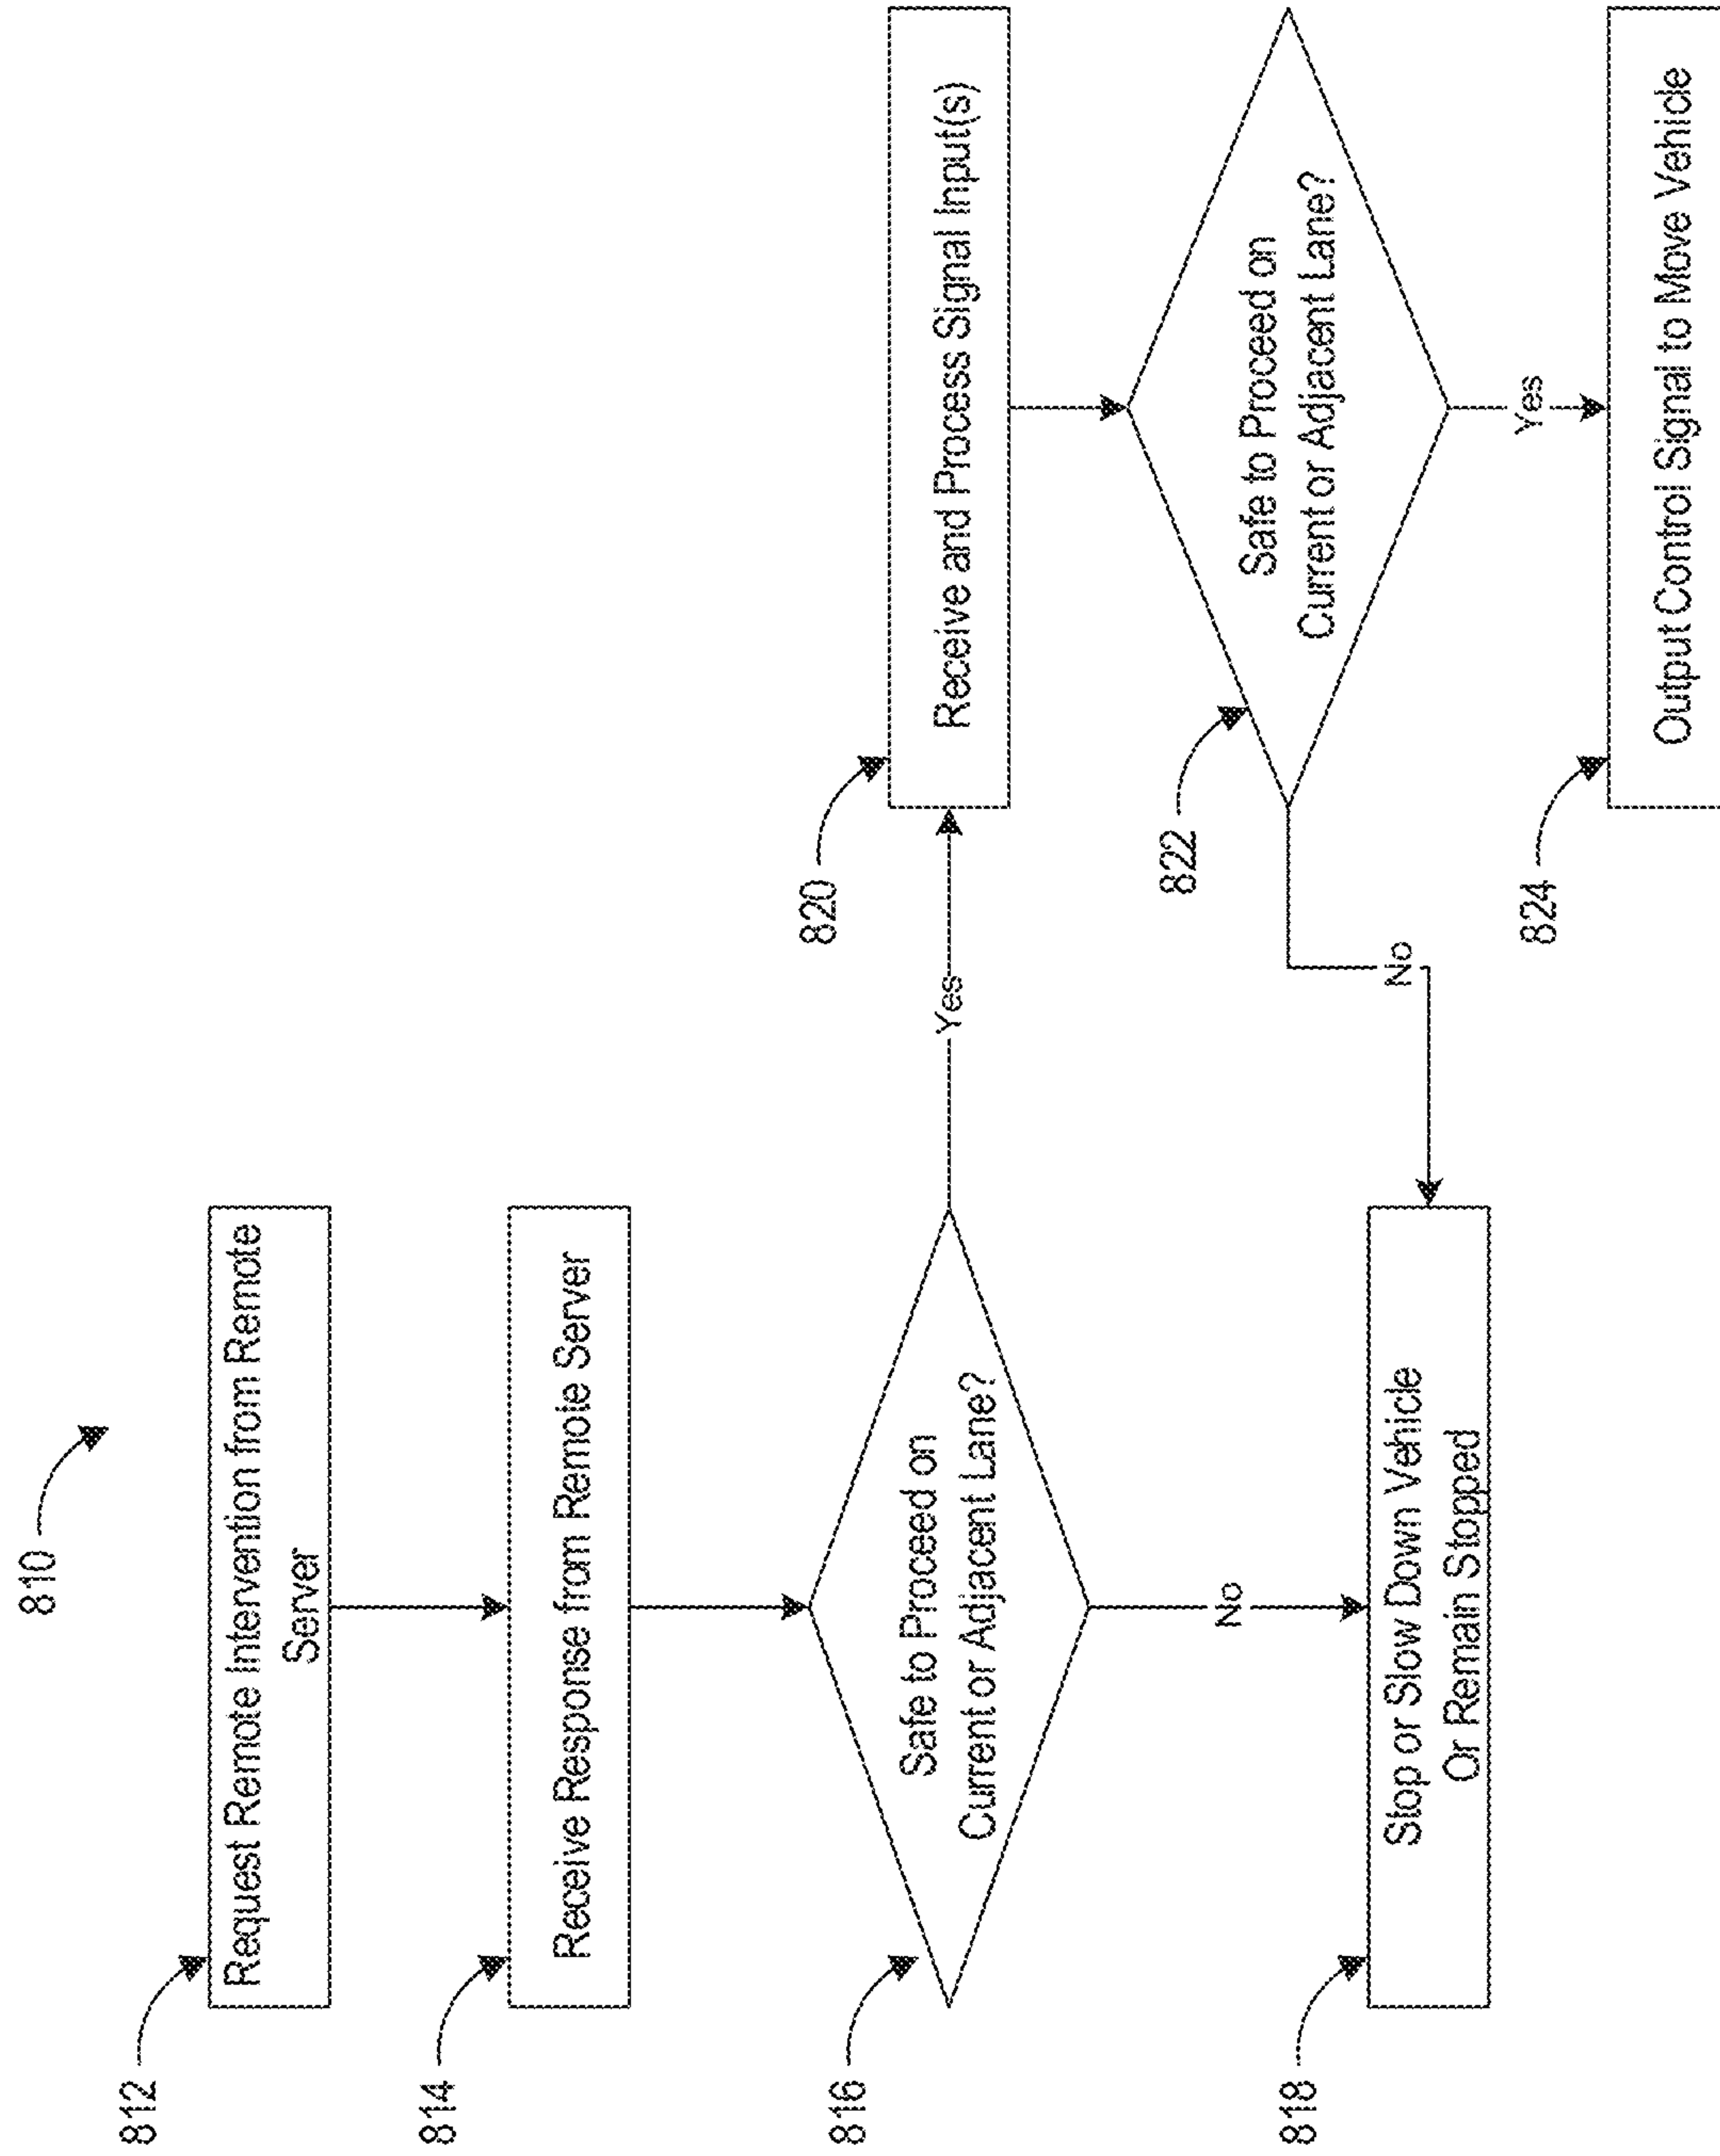 810
812
Request Remote Intervention from Remote
Server
814
Receive Response from Remote Server
816
Safe to Proceed on
Current or Adjacent Lane?
Yes
No
818
Stop or Slow Down Vehicle
Or Remain Stopped
820
Receive and Process Signal Input(s)
822
Safe to Proceed on
Current or Adjacent Lane?
No
Yes
824
Output Control Signal to Move Vehicle